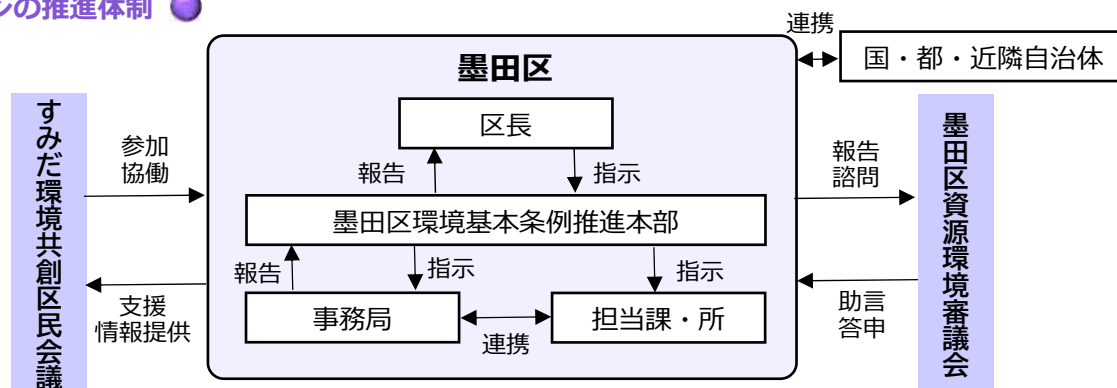 ンの推進体制
連携
国・都・近隣自治体
墨田区
区長
報告
指示
墨田区環境基本条例推進本部
報告
指示
指示
事務局
連携
担当課・所
すみだ環境共創区民会議
参加
協働
支援
情報提供
報告
諮問
助言
答申
墨田区資源環境審議会